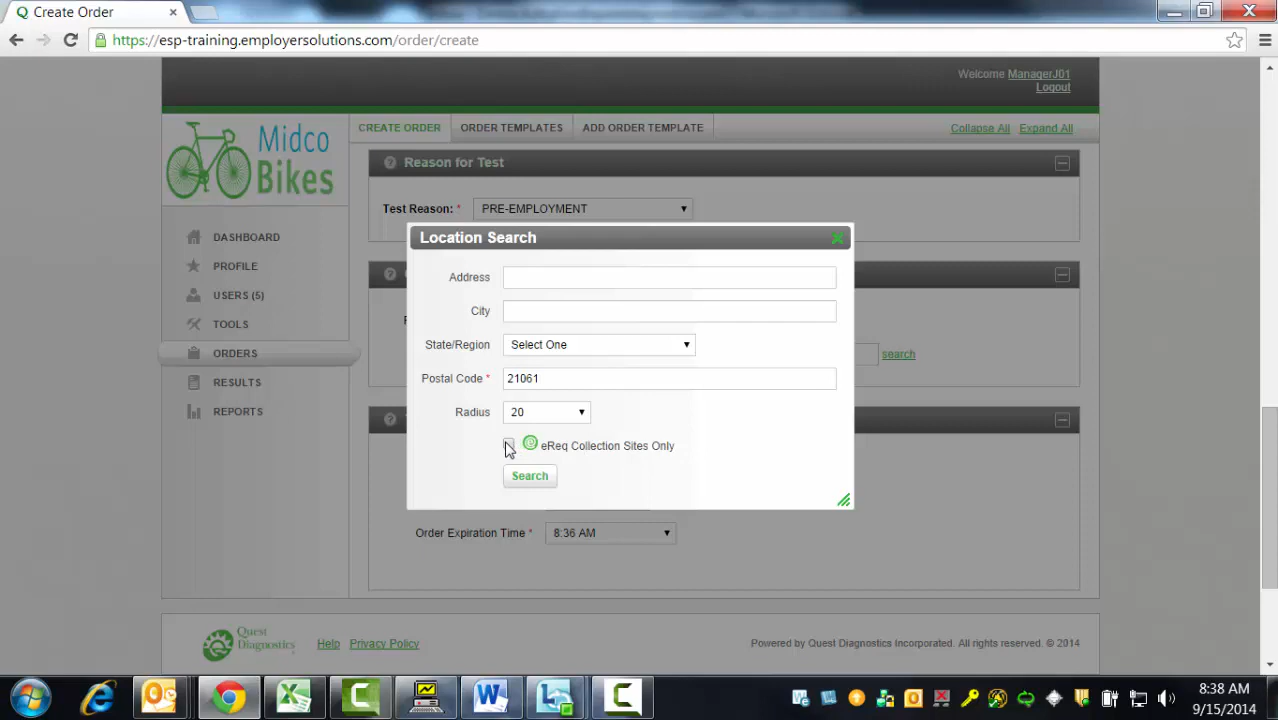 Create Order
https://esp-training.employersolutions.com/order/create
Welcome ManagerJ01
Logout
Midco
Bikes
CREATE ORDER ORDER TEMPLATES ADD ORDER TEMPLATE Collapse All Expand All
Reason for Test
Test Reason: * PRE-EMPLOYMENT
DASHBOARD
PROFILE
USERS (5)
TOOLS
ORDERS
RESULTS
REPORTS
Location Search
Address
City
State/Region Select One
Postal Code * 21061
Radius 20
eReq Collection Sites Only
Search
search
Order Expiration Time * 8:36 AM
Quest
Diagnostics
Help Privacy Policy
Powered by Quest Diagnostics Incorporated. All rights reserved. © 2014
8:38 AM
9/15/2014